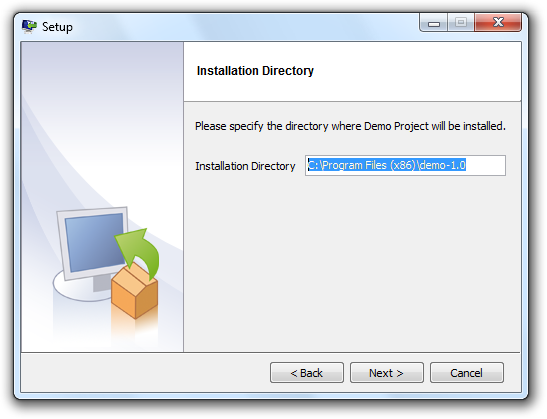 Setup
Installation Directory
Please specify the directory where Demo Project will be installed.
Installation Directory C:\Program Files (x86)\demo-1.0
< Back Next > Cancel